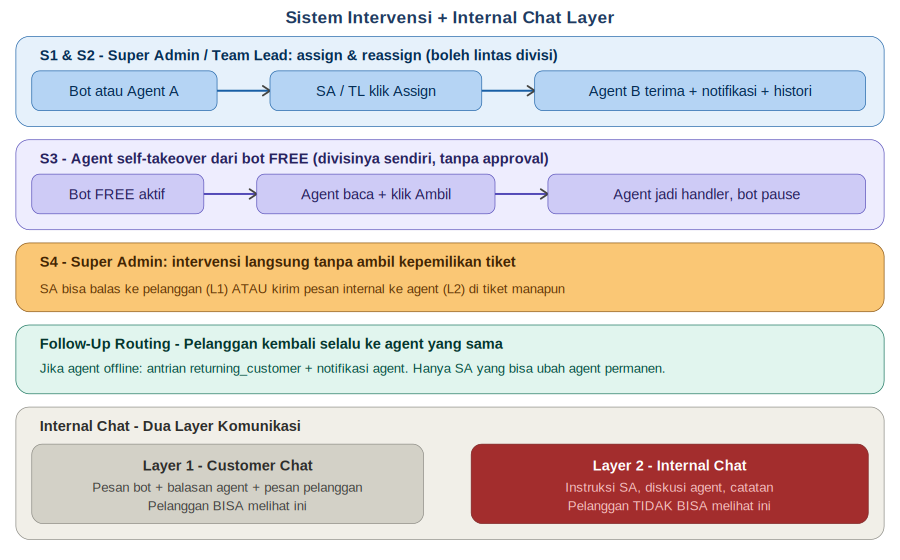 Sistem Intervensi + Internal Chat Layer
S1 & S2 - Super Admin / Team Lead: assign & reassign (boleh lintas divisi)
Bot atau Agent A
SA / TL klik Assign
Agent B terima + notifikasi + histori
S3 - Agent self-takeover dari bot FREE (divisinya sendiri, tanpa approval)
Bot FREE aktif
Agent baca + klik Ambil
Agent jadi handler, bot pause
S4 - Super Admin: intervensi langsung tanpa ambil kepemilikan tiket
SA bisa balas ke pelanggan (L1) ATAU kirim pesan internal ke agent (L2) di tiket manapun
Follow-Up Routing - Pelanggan kembali selalu ke agent yang sama
Jika agent offline: antrian returning_customer + notifikasi agent. Hanya SA yang bisa ubah agent permanen.
Internal Chat - Dua Layer Komunikasi
Layer 1 - Customer Chat
Pesan bot + balasan agent + pesan pelanggan
Pelanggan BISA melihat ini
Layer 2 - Internal Chat
Instruksi SA, diskusi agent, catatan
Pelanggan TIDAK BISA melihat ini